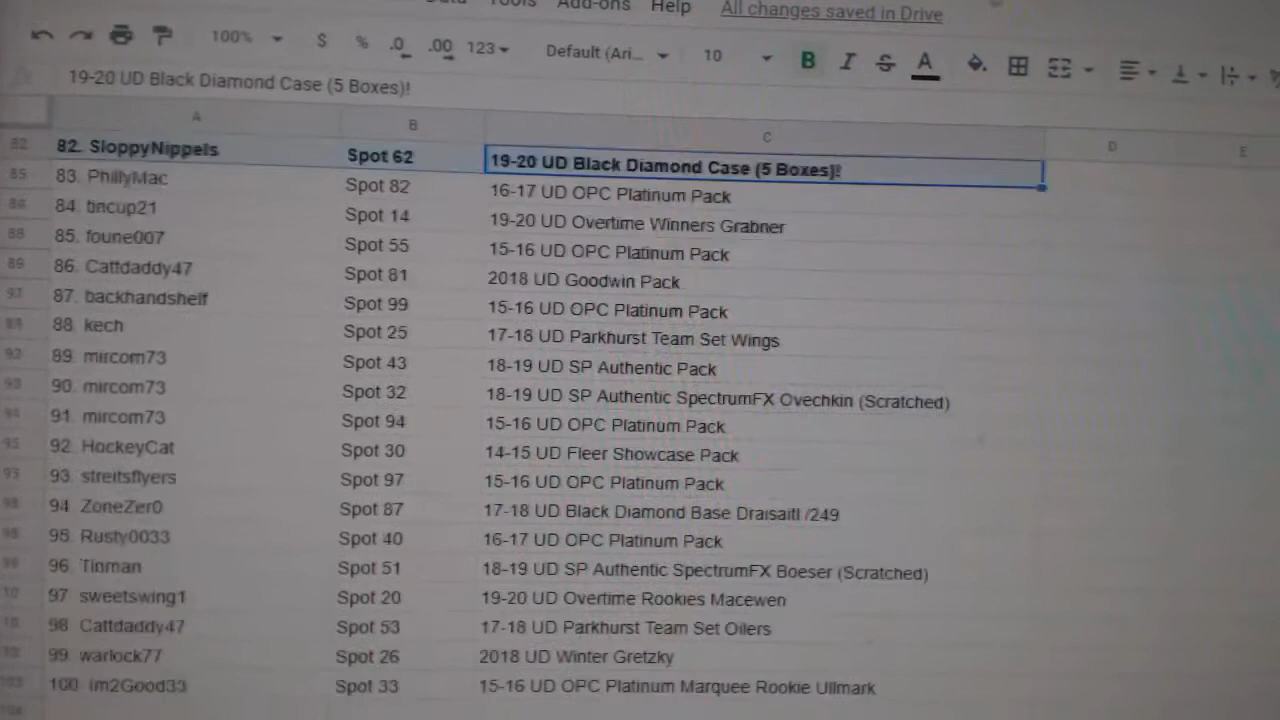 Tools Add-ons Help All changes saved in Drive
100% $ % .0 .00 123 Default (Ari... 10 B I S A
19-20 UD Black Diamond Case (5 Boxes)!
A B C D E
82 82. SloppyNippels Spot 62 19-20 UD Black Diamond Case (5 Boxes)!
85 83. PhillyMac Spot 82 16-17 UD OPC Platinum Pack
84. tincup21 Spot 14 19-20 UD Overtime Winners Grabner
88 85. foune007 Spot 55 15-16 UD OPC Platinum Pack
89 86. Cattdaddy47 Spot 81 2018 UD Goodwin Pack
87. backhandshelf Spot 99 15-16 UD OPC Platinum Pack
88. kech Spot 25 17-18 UD Parkhurst Team Set Wings
89. mircom73 Spot 43 18-19 UD SP Authentic Pack
90. mircom73 Spot 32 18-19 UD SP Authentic SpectrumFX Ovechkin (Scratched)
91. mircom73 Spot 94 15-16 UD OPC Platinum Pack
92. HockeyCat Spot 30 14-15 UD Fleer Showcase Pack
93. streitsflyers Spot 97 15-16 UD OPC Platinum Pack
94 ZoneZier0 Spot 87 17-18 UD Black Diamond Base Draisaitl /249
95. Rusty0033 Spot 40 16-17 UD OPC Platinum Pack
96. Tinman Spot 51 18-19 UD SP Authentic SpectrumFX Boeser (Scratched)
97 sweetswing1 Spot 20 19-20 UD Overtime Rookies Macewen
98 Cattdaddy47 Spot 53 17-18 UD Parkhurst Team Set Oilers
99. warlock77 Spot 26 2018 UD Winter Gretzky
100. Im2Good33 Spot 33 15-16 UD OPC Platinum Marquee Rookie Ullmark